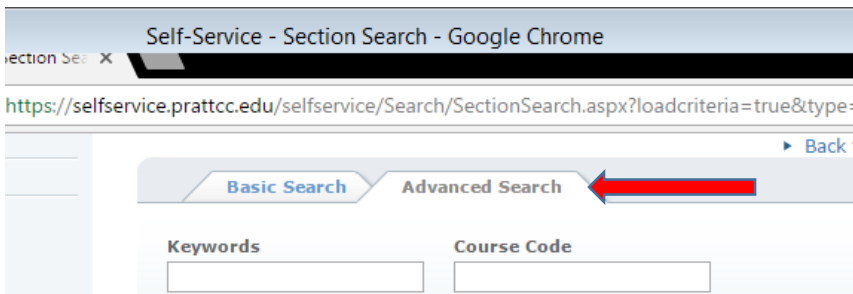 Self-Service - Section Search - Google Chrome
ection Sea X
https://selfservice.prattcc.edu/selfservice/Search/SectionSearch.aspx?loadcriteria=true&type=
Back
Basic Search Advanced Search
Keywords Course Code